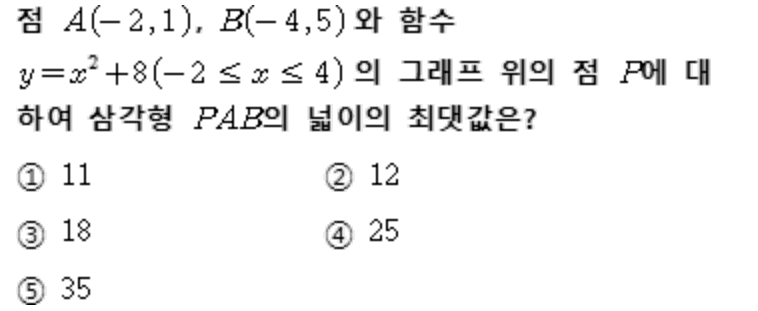 점 A(−2,1), B(−4,5)와 함수
y=x²+8(−2 ≤ x ≤ 4)의 그래프 위의 점 P에 대
하여 삼각형 PAB의 넓이의 최댓값은?
① 11 ② 12
③ 18 ④ 25
⑤ 35